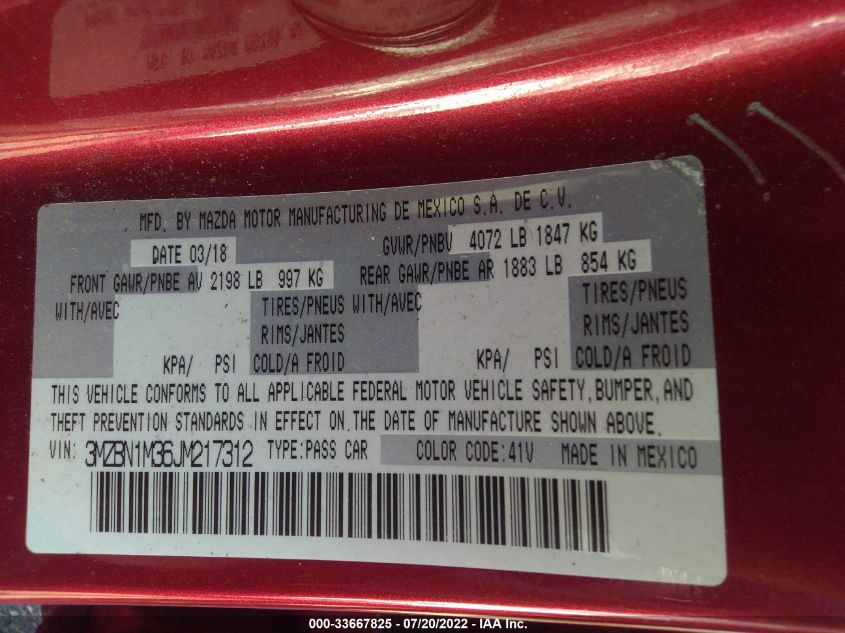 MFD. BY MAZDA MOTOR MANUFACTURING DE MEXICO S.A. DE C.V.
DATE 03/18 GVWR/PNBV 4072 LB 1847 KG
FRONT GAWR/PNBE AV 2198 LB 997 KG REAR GAWR/PNBE AR 1883 LB 854 KG
WITH/AVEC TIRES/PNEUS WITH/AVEC TIRES/PNEUS
RIMS/JANTES RIMS/JANTES
KPA/ PSI COLD/A FROID KPA/ PSI COLD/A FROID
THIS VEHICLE CONFORMS TO ALL APPLICABLE FEDERAL MOTOR VEHICLE SAFETY, BUMPER, AND
THEFT PREVENTION STANDARDS IN EFFECT ON THE DATE OF MANUFACTURE SHOWN ABOVE.
VIN: 3MZBN1M36JM217312 TYPE:PASS CAR COLOR CODE:41V MADE IN MEXICO
000-33667825 - 07/20/2022 - IAA Inc.